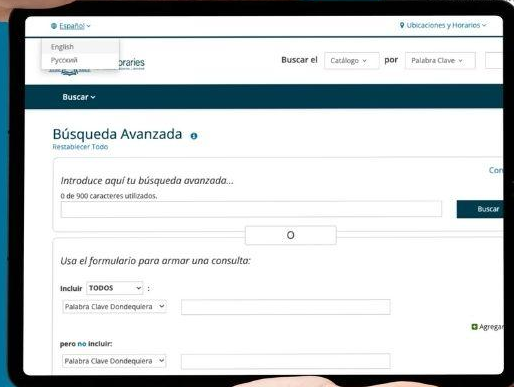 Español
Ubicaciones y Horarios
English
Русский
raries
Buscar el Catálogo por Palabra Clave
Buscar
Búsqueda Avanzada
Restablecer Todo
Con
Introduce aquí tu búsqueda avanzada...
0 de 900 caracteres utilizados.
Buscar
O
Usa el formulario para armar una consulta:
Incluir TODOS :
Palabra Clave Dondequiera
Agregar
pero no incluir:
Palabra Clave Dondequiera